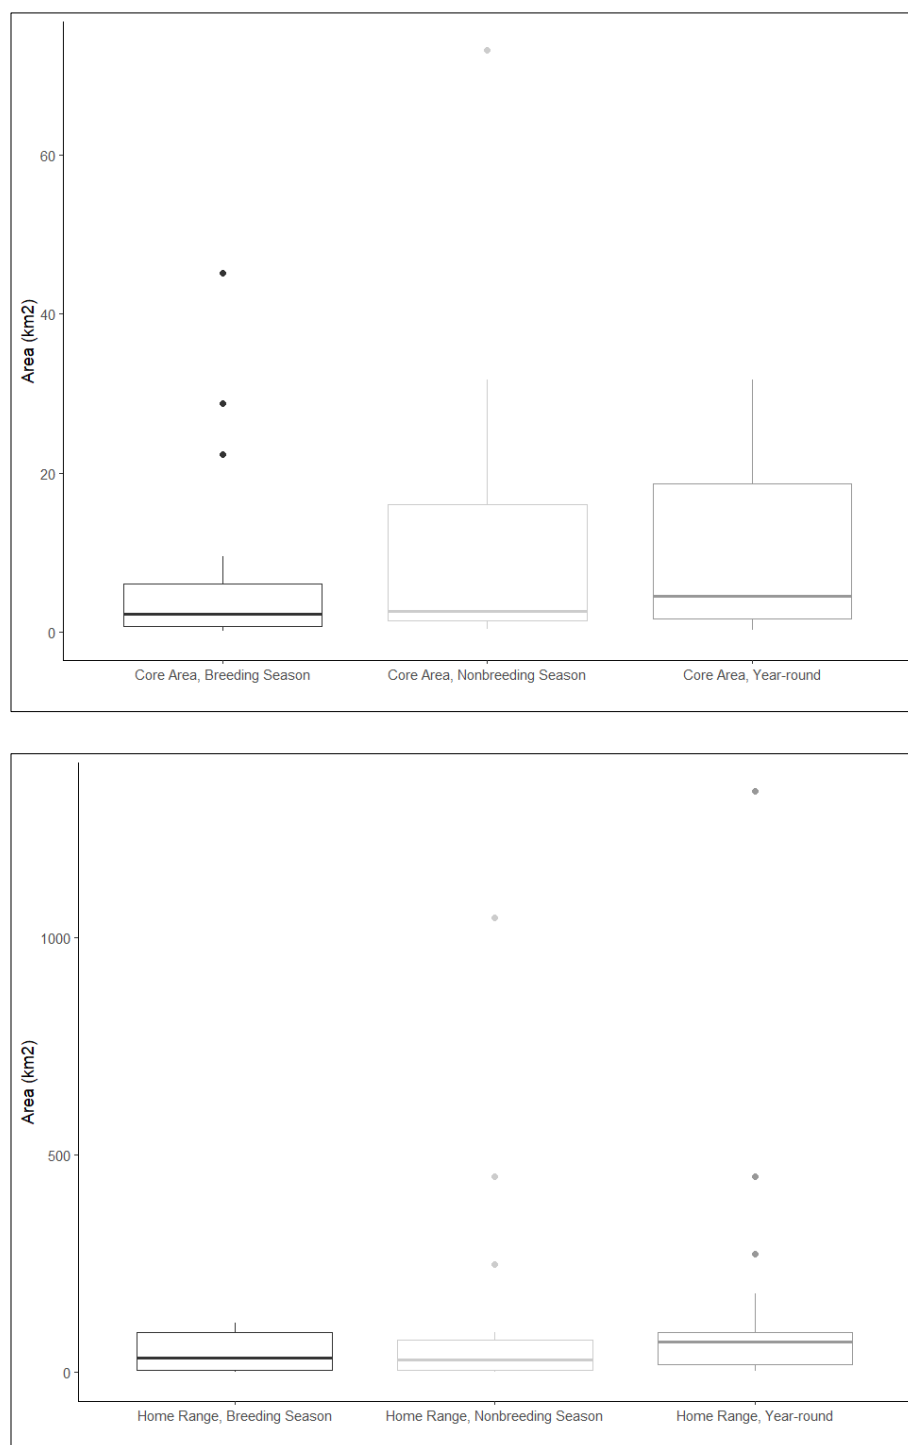 60
40
20
0
Area (km2)
Core Area, Breeding Season
Core Area, Nonbreeding Season
Core Area, Year-round
1000
500
0
Area (km2)
Home Range, Breeding Season
Home Range, Nonbreeding Season
Home Range, Year-round